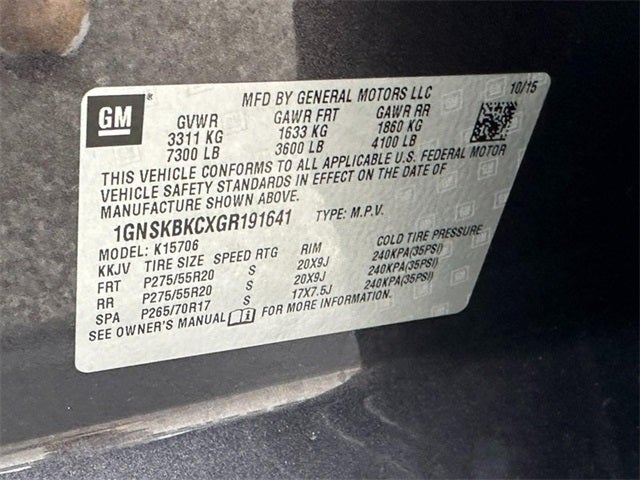 GM ®
MFD BY GENERAL MOTORS LLC 10/15
GVWR GAWR FRT GAWR RR
3311 KG 1633 KG 1860 KG
7300 LB 3600 LB 4100 LB
THIS VEHICLE CONFORMS TO ALL APPLICABLE U.S. FEDERAL MOTOR
VEHICLE SAFETY STANDARDS IN EFFECT ON THE DATE OF
MANUFACTURE SHOWN ABOVE.
1GNSKBKCXGR191641 TYPE: M.P.V.
MODEL: K15706
KKJV TIRE SIZE SPEED RTG RIM COLD TIRE PRESSURE
FRT P275/55R20 S 20X9J 240KPA(35PSI)
RR P275/55R20 S 20X9J 240KPA(35PSI)
SPA P265/70R17 S 17X7.5J 240KPA(35PSI)
SEE OWNER'S MANUAL FOR MORE INFORMATION.